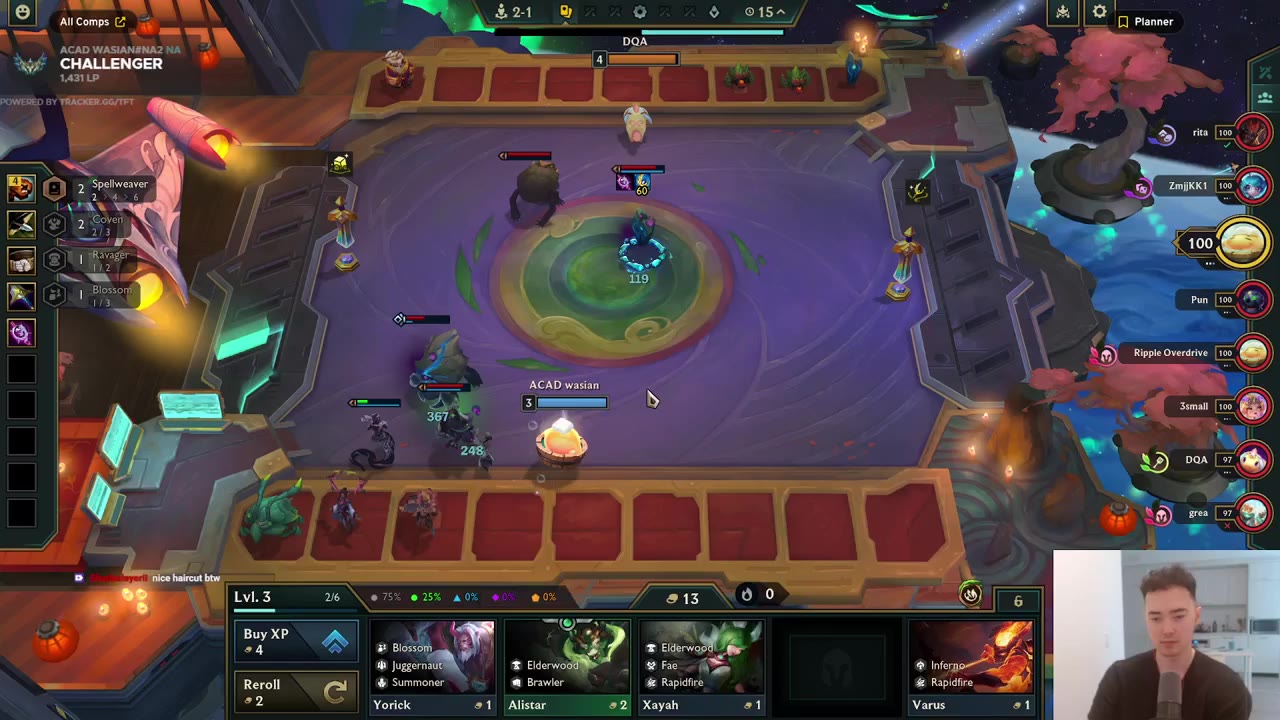 All Comps
2-1
15
Planner
ACAD WASIAN#NA2 NA
CHALLENGER
1,431 LP
POWERED BY TRACKER.GG/TFT
DQA
4
rita 100
ZmjjKK1 100
100
Pun 100
Ripple Overdrive 100
3small 100
DQA 97
grea 97
2 Spellweaver
2 > 4 > 6
2 Coven
2 / 3
1 Ravager
1 / 2
1 Blossom
1 / 3
60
119
367
248
ACAD wasian
3
nice haircut btw
Lvl. 3 2/6
75% 25% 0% 0% 0%
13
0
6
Buy XP
4
Reroll
2
Blossom
Juggernaut
Summoner
Yorick 1
Elderwood
Brawler
Alistar 2
Elderwood
Fae
Rapidfire
Xayah 1
Inferno
Rapidfire
Varus 1